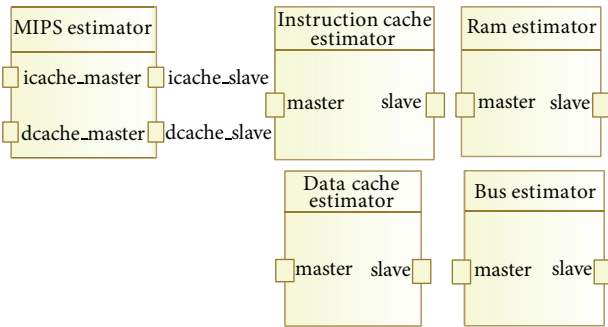 MIPS estimator
icache_master
icache_slave
dcache_master
dcache_slave
Instruction cache
estimator
master
slave
Ram estimator
master
slave
Data cache
estimator
master
slave
Bus estimator
master
slave